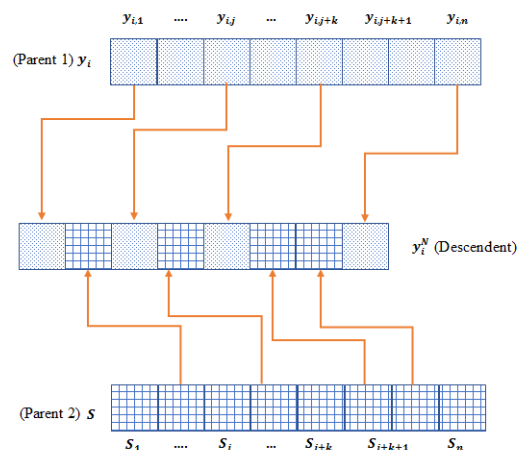 y_{i,1} .... y_{i,j} ... y_{i,j+k} y_{i,j+k+1} y_{i,n}
(Parent 1) y_i
y_i^N (Descendent)
(Parent 2) S
S_1 .... S_j ... S_{j+k} S_{j+k+1} S_n